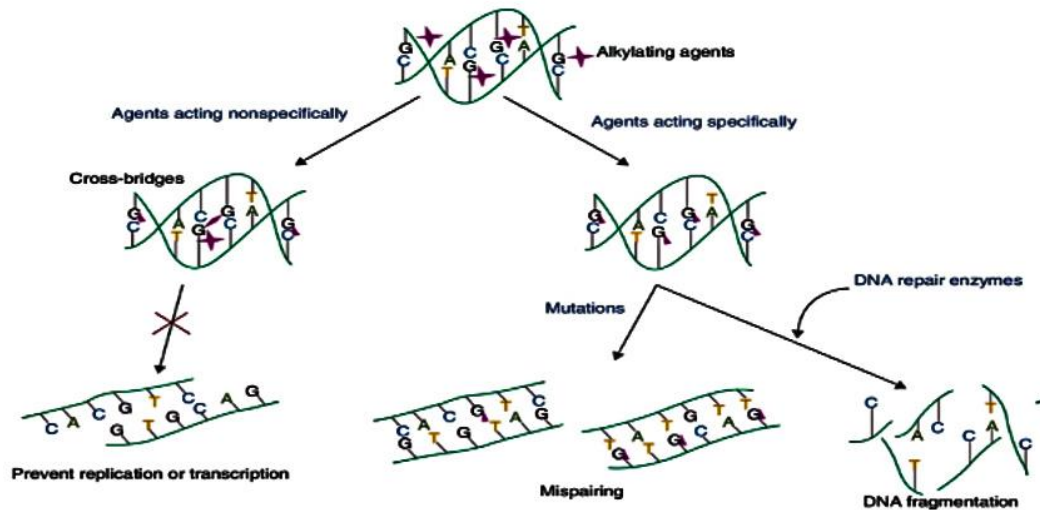 Alkylating agents
Agents acting nonspecifically
Agents acting specifically
Cross-bridges
DNA repair enzymes
Mutations
Prevent replication or transcription
Mispairing
DNA fragmentation